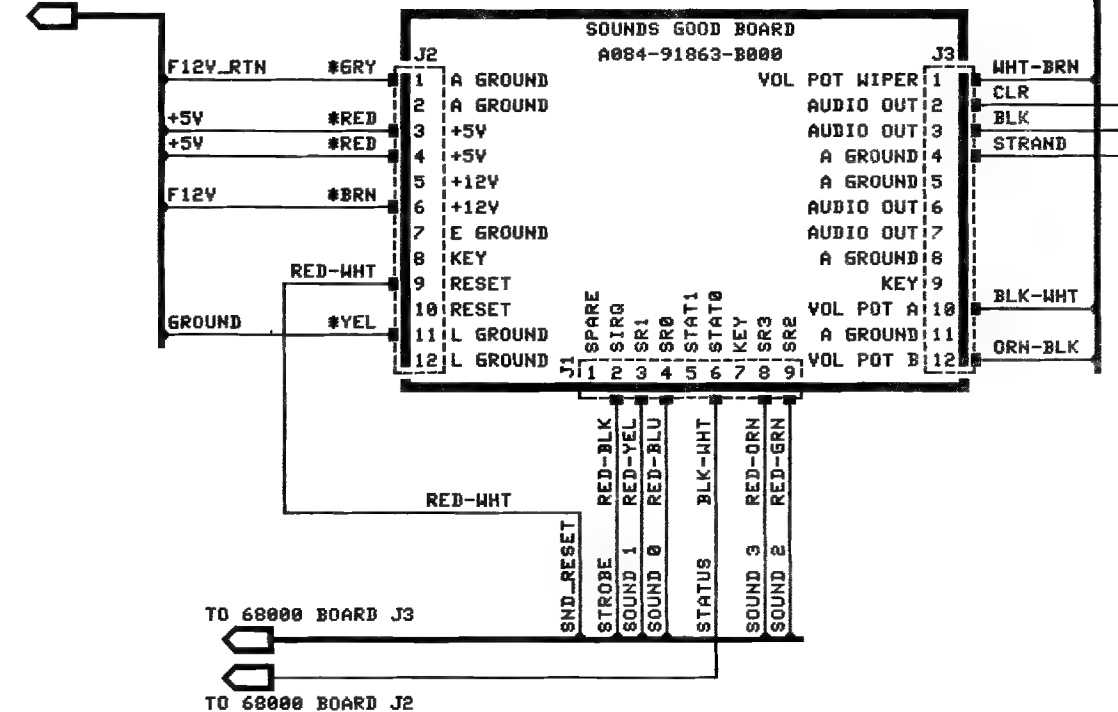 SOUNDS GOOD BOARD
A084-91863-B000
J2
J3
F12V_RTN *GRY 1 A GROUND
2 A GROUND
+5V *RED 3 +5V
+5V *RED 4 +5V
5 +12V
F12V *BRN 6 +12V
7 E GROUND
8 KEY
RED-WHT 9 RESET
10 RESET
GROUND *YEL 11 L GROUND
12 L GROUND
VOL POT WIPER 1 WHT-BRN
AUDIO OUT 2 CLR
AUDIO OUT 3 BLK
A GROUND 4 STRAND
A GROUND 5
AUDIO OUT 6
AUDIO OUT 7
A GROUND 8
KEY 9
VOL POT A 10 BLK-WHT
A GROUND 11
VOL POT B 12 ORN-BLK
SPARE
SIRQ
SR1
SR0
STAT1
STAT0
KEY
SR3
SR2
J1
1 2 3 4 5 6 7 8 9
RED-BLK
RED-YEL
RED-BLU
BLK-WHT
RED-ORN
RED-GRN
RED-WHT
SND_RESET
STROBE
SOUND 1
SOUND 0
STATUS
SOUND 3
SOUND 2
TO 68000 BOARD J3
TO 68000 BOARD J2